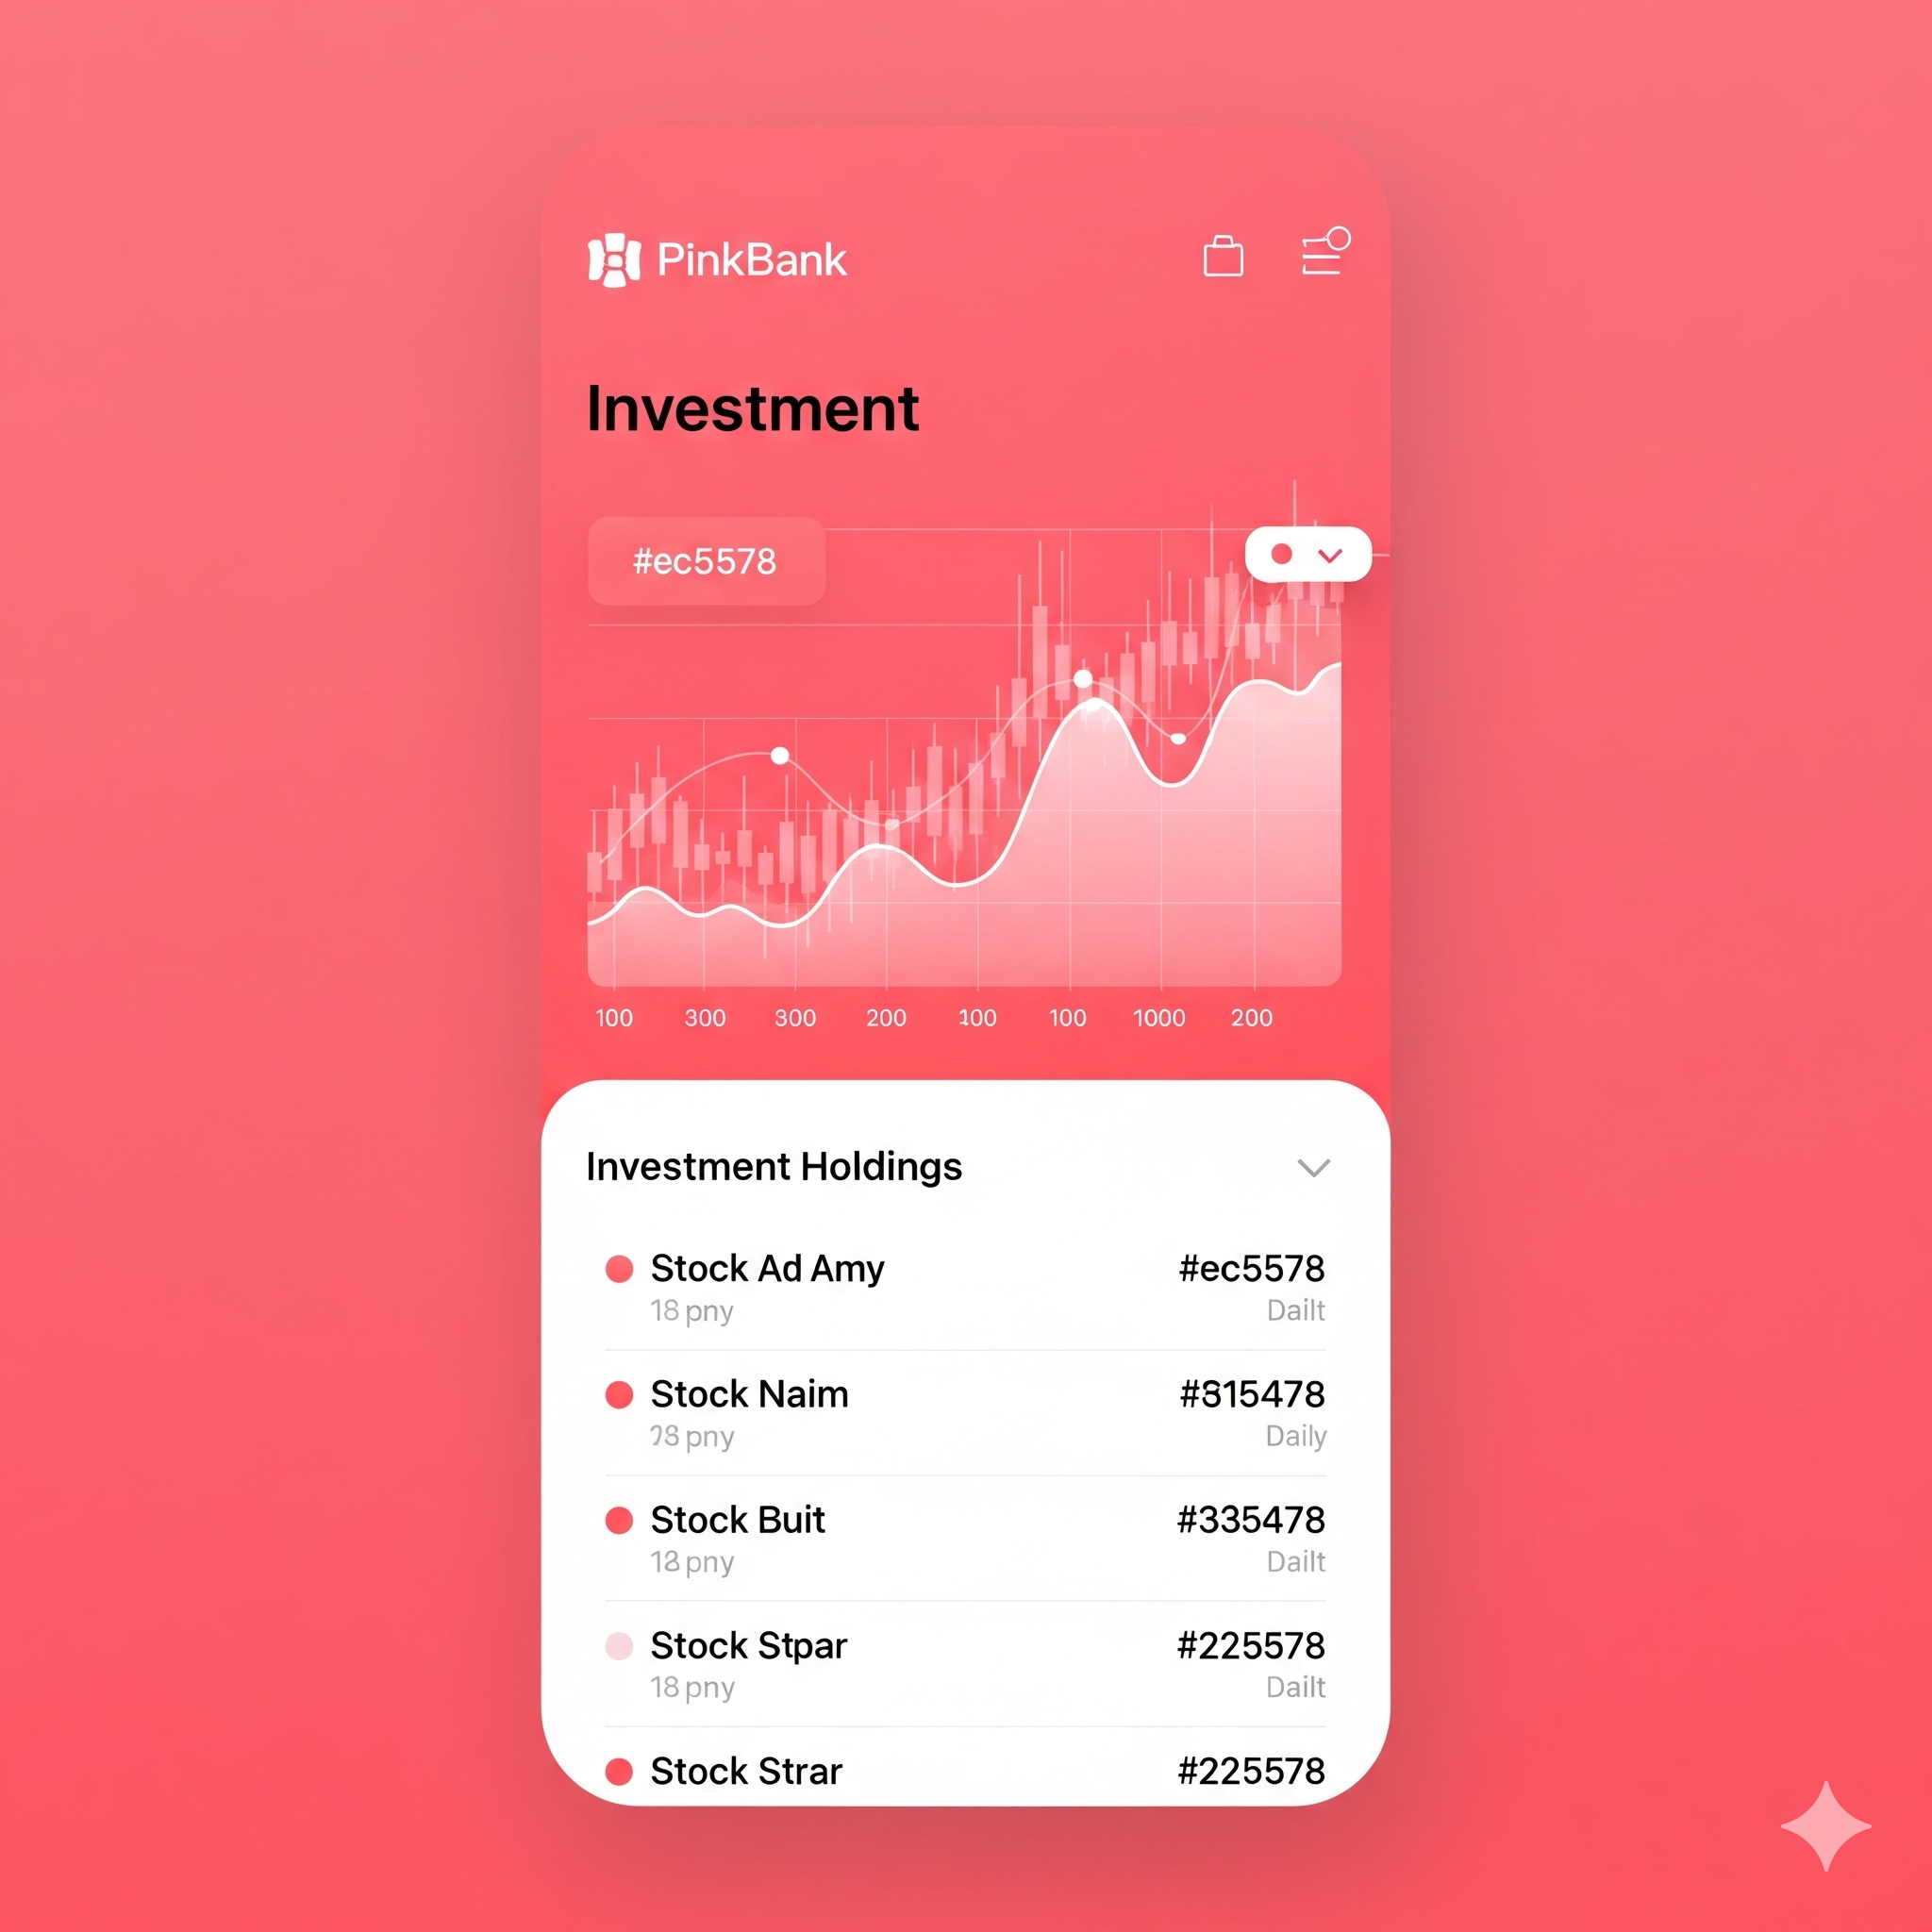 PinkBank
Investment
#ec5578
100 300 300 200 100 100 1000 200
Investment Holdings
Stock Ad Amy #ec5578
18 pny Dailt
Stock Naim #315478
28 pny Daily
Stock Buit #335478
18 pny Dailt
Stock Stpar #225578
18 pny Dailt
Stock Strar #225578